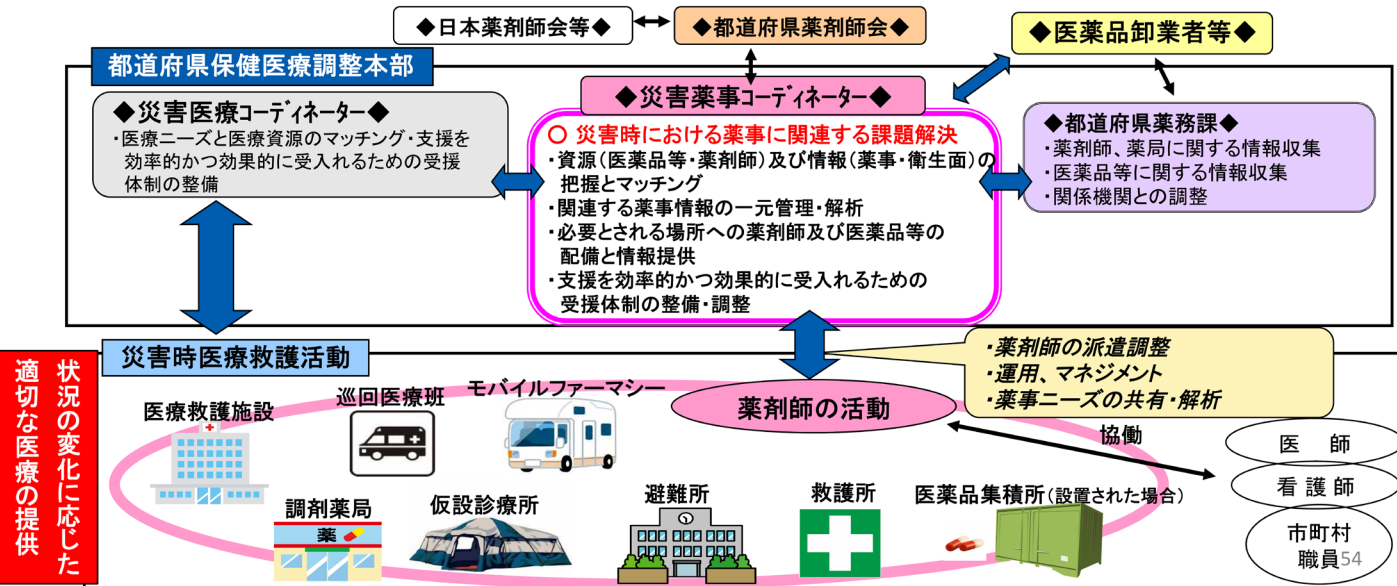 ◆日本薬剤師会等◆
◆都道府県薬剤師会◆
◆医薬品卸業者等◆
都道府県保健医療調整本部
◆災害医療コーディネーター◆
・医療ニーズと医療資源のマッチング・支援を
効率的かつ効果的に受入れるための受援
体制の整備
◆災害薬事コーディネーター◆
○ 災害時における薬事に関連する課題解決
・資源（医薬品等・薬剤師）及び情報（薬事・衛生面）の
把握とマッチング
・関連する薬事情報の一元管理・解析
・必要とされる場所への薬剤師及び医薬品等の
配備と情報提供
・支援を効率的かつ効果的に受入れるための
受援体制の整備・調整
◆都道府県薬務課◆
・薬剤師、薬局に関する情報収集
・医薬品等に関する情報収集
・関係機関との調整
状況の変化に応じた
適切な医療の提供
災害時医療救護活動
・薬剤師の派遣調整
・運用、マネジメント
・薬事ニーズの共有・解析
医療救護施設
巡回医療班
モバイルファーマシー
薬剤師の活動
協働
医　師
看護師
市町村
職員
調剤薬局
薬
仮設診療所
避難所
救護所
医薬品集積所（設置された場合）
54